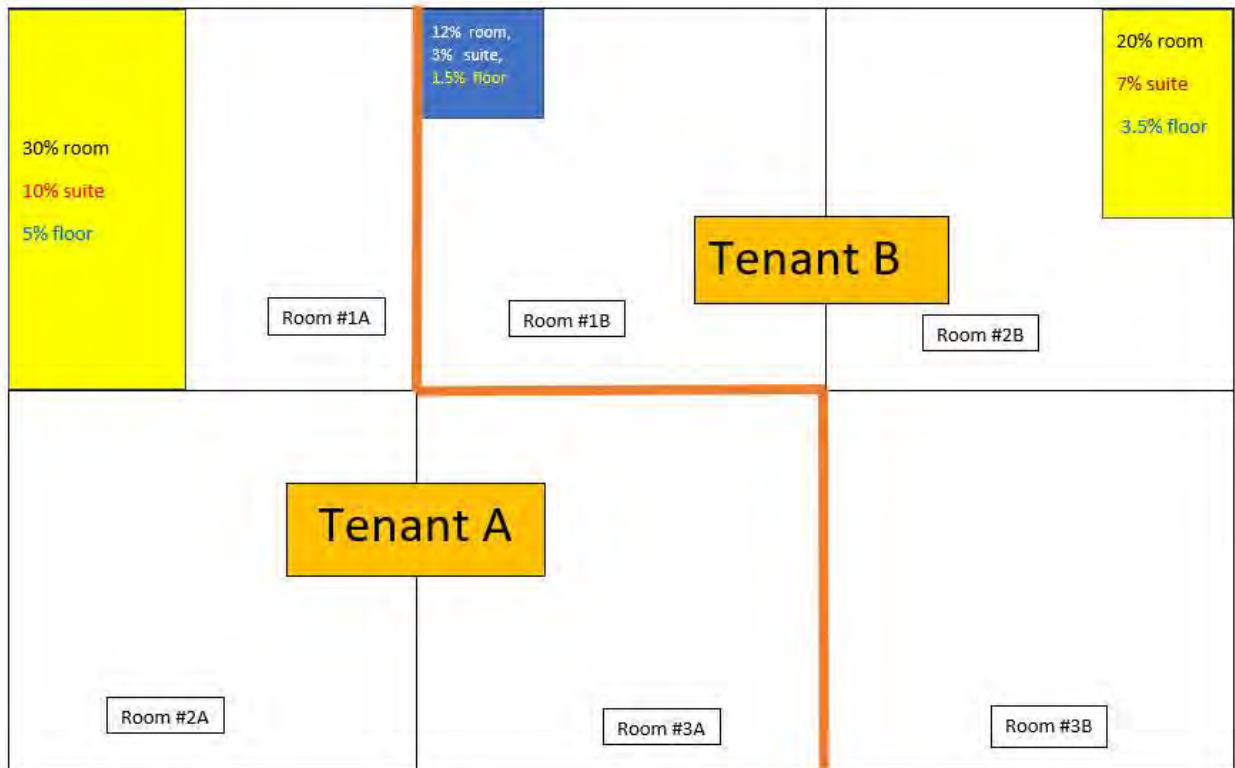 12% room,
3% suite,
1.5% floor
20% room
7% suite
3.5% floor
30% room
10% suite
5% floor
Tenant B
Room #1A
Room #1B
Room #2B
Tenant A
Room #2A
Room #3A
Room #3B